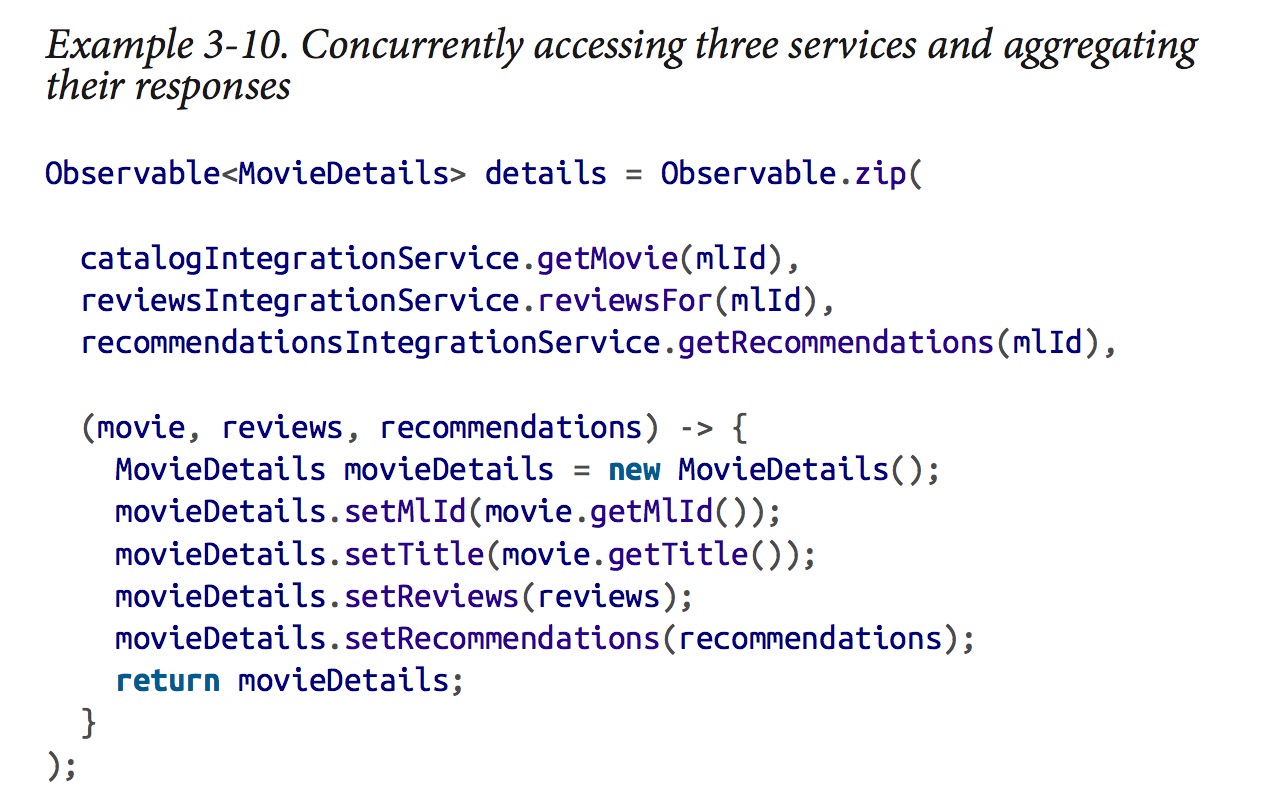 Example 3-10. Concurrently accessing three services and aggregating
their responses
Observable<MovieDetails> details = Observable.zip(
catalogIntegrationService.getMovie(mlId),
reviewsIntegrationService.reviewsFor(mlId),
recommendationsIntegrationService.getRecommendations(mlId),
(movie, reviews, recommendations) -> {
MovieDetails movieDetails = new MovieDetails();
movieDetails.setMlId(movie.getMlId());
movieDetails.setTitle(movie.getTitle());
movieDetails.setReviews(reviews);
movieDetails.setRecommendations(recommendations);
return movieDetails;
}
);